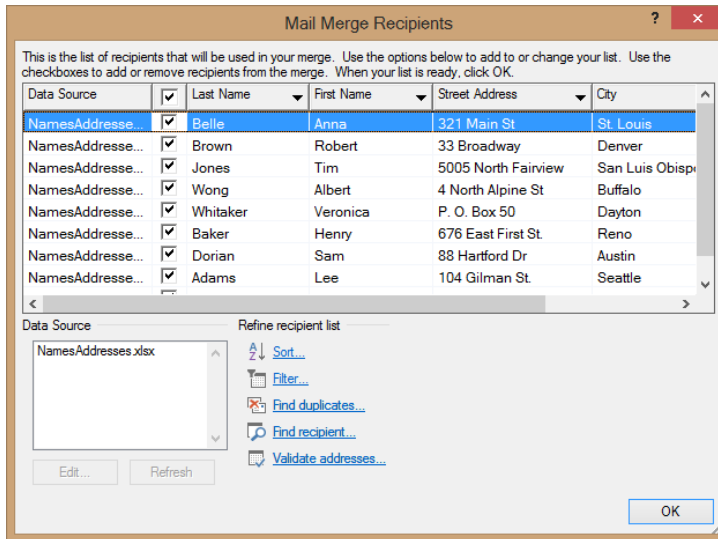 Mail Merge Recipients
?
This is the list of recipients that will be used in your merge. Use the options below to add to or change your list. Use the
checkboxes to add or remove recipients from the merge. When your list is ready, click OK.
Data Source Last Name First Name Street Address City
NamesAddresse... Belle Anna 321 Main St St. Louis
NamesAddresse... Brown Robert 33 Broadway Denver
NamesAddresse... Jones Tim 5005 North Fairview San Luis Obisp
NamesAddresse... Wong Albert 4 North Alpine St Buffalo
NamesAddresse... Whitaker Veronica P. O. Box 50 Dayton
NamesAddresse... Baker Henry 676 East First St. Reno
NamesAddresse... Dorian Sam 88 Hartford Dr Austin
NamesAddresse... Adams Lee 104 Gilman St. Seattle
Data Source
NamesAddresses.xlsx
Edit... Refresh
Refine recipient list
Sort...
Filter...
Find duplicates...
Find recipient...
Validate addresses...
OK